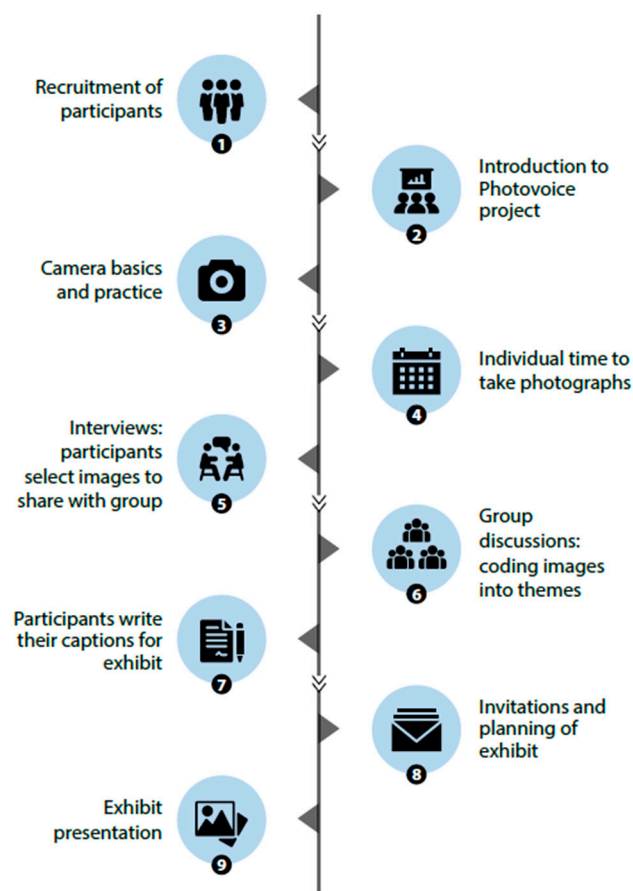 Recruitment of
participants
1
Introduction to
Photovoice
project
2
Camera basics
and practice
3
Individual time to
take photographs
4
Interviews:
participants
select images to
share with group
5
Group
discussions:
coding images
into themes
6
Participants write
their captions for
exhibit
7
Invitations and
planning of
exhibit
8
Exhibit
presentation
9